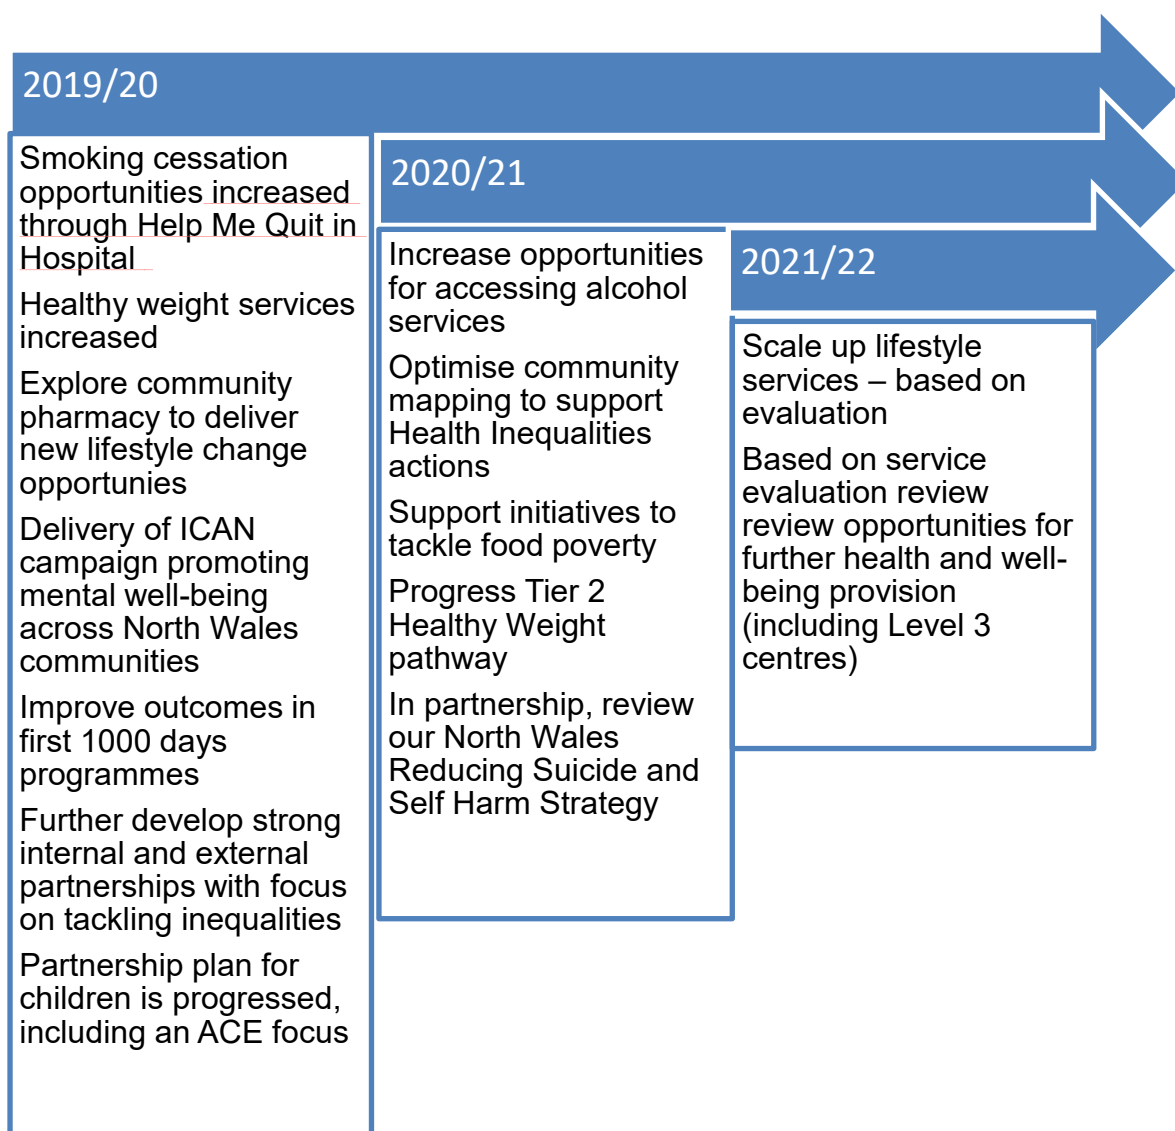 2019/20
Smoking cessation
opportunities increased
through Help Me Quit in
Hospital
Healthy weight services
increased
Explore community
pharmacy to deliver
new lifestyle change
opportunies
Delivery of ICAN
campaign promoting
mental well-being
across North Wales
communities
Improve outcomes in
first 1000 days
programmes
Further develop strong
internal and external
partnerships with focus
on tackling inequalities
Partnership plan for
children is progressed,
including an ACE focus
2020/21
Increase opportunities
for accessing alcohol
services
Optimise community
mapping to support
Health Inequalities
actions
Support initiatives to
tackle food poverty
Progress Tier 2
Healthy Weight
pathway
In partnership, review
our North Wales
Reducing Suicide and
Self Harm Strategy
2021/22
Scale up lifestyle
services – based on
evaluation
Based on service
evaluation review
review opportunities for
further health and well-
being provision
(including Level 3
centres)